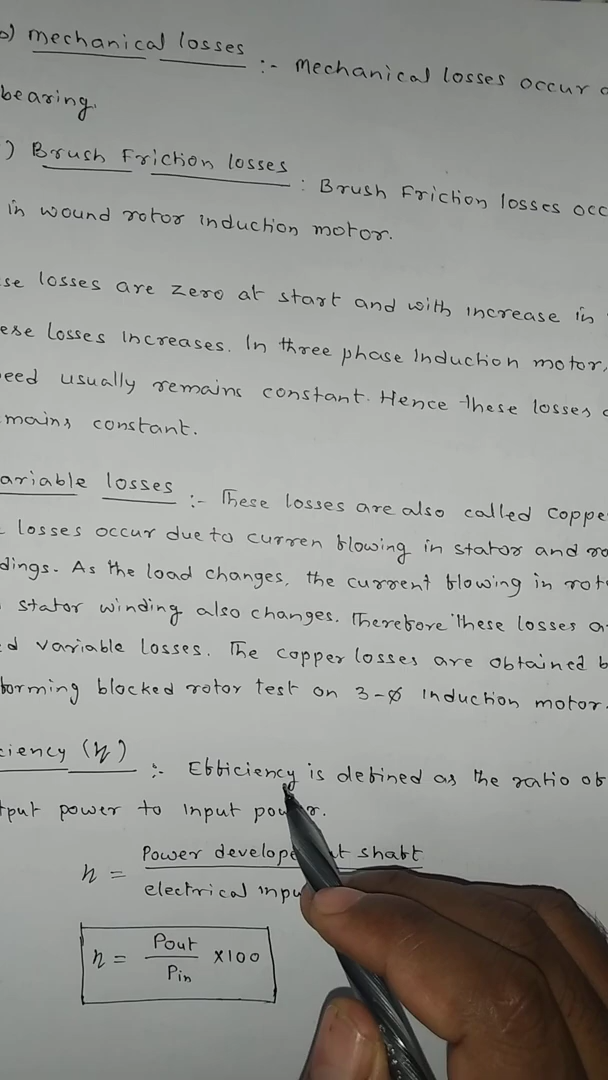 ) mechanical losses :- Mechanical losses occur
bearing.
) Brush Friction losses : Brush Friction losses occ
in wound rotor induction motor.
se losses are zero at start and with increase in
ese losses increases. In three phase Induction motor,
eed usually remains constant. Hence these losses
mains constant.
ariable losses :- These losses are also called Coppe
losses occur due to curren flowing in stator and ro
dings. As the load changes, the current flowing in rot
stator winding also changes. Therefore These losses a
d variable losses. The copper losses are obtained b
forming blocked rotor test on 3-ϕ induction motor.
ciency (η) :- Efficiency is defined as the ratio of
tput power to input power.
η = Power develope at shaft
electrical inpu
η = Pout
Pin ×100